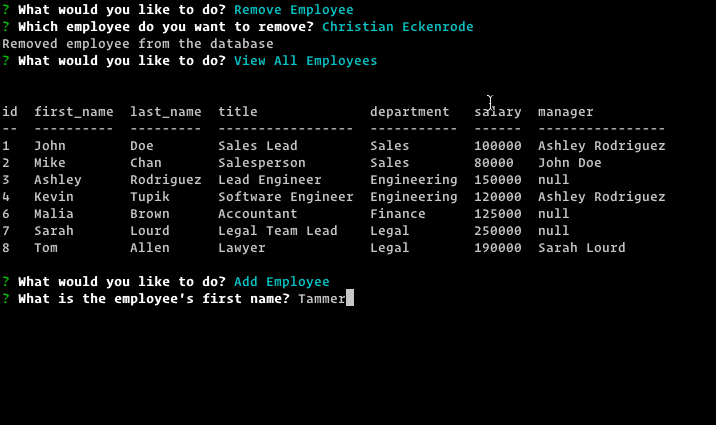 ? What would you like to do? Remove Employee
? Which employee do you want to remove? Christian Eckenrode
Removed employee from the database
? What would you like to do? View All Employees
id  first_name  last_name  title              department   salary  manager
--  ----------  ---------  -----------------  -----------  ------  ----------------
1   John        Doe        Sales Lead         Sales        100000  Ashley Rodriguez
2   Mike        Chan       Salesperson        Sales        80000   John Doe
3   Ashley      Rodriguez  Lead Engineer      Engineering  150000  null
4   Kevin       Tupik      Software Engineer  Engineering  120000  Ashley Rodriguez
6   Malia       Brown      Accountant         Finance      125000  null
7   Sarah       Lourd      Legal Team Lead    Legal        250000  null
8   Tom         Allen      Lawyer             Legal        190000  Sarah Lourd
? What would you like to do? Add Employee
? What is the employee's first name? Tammer